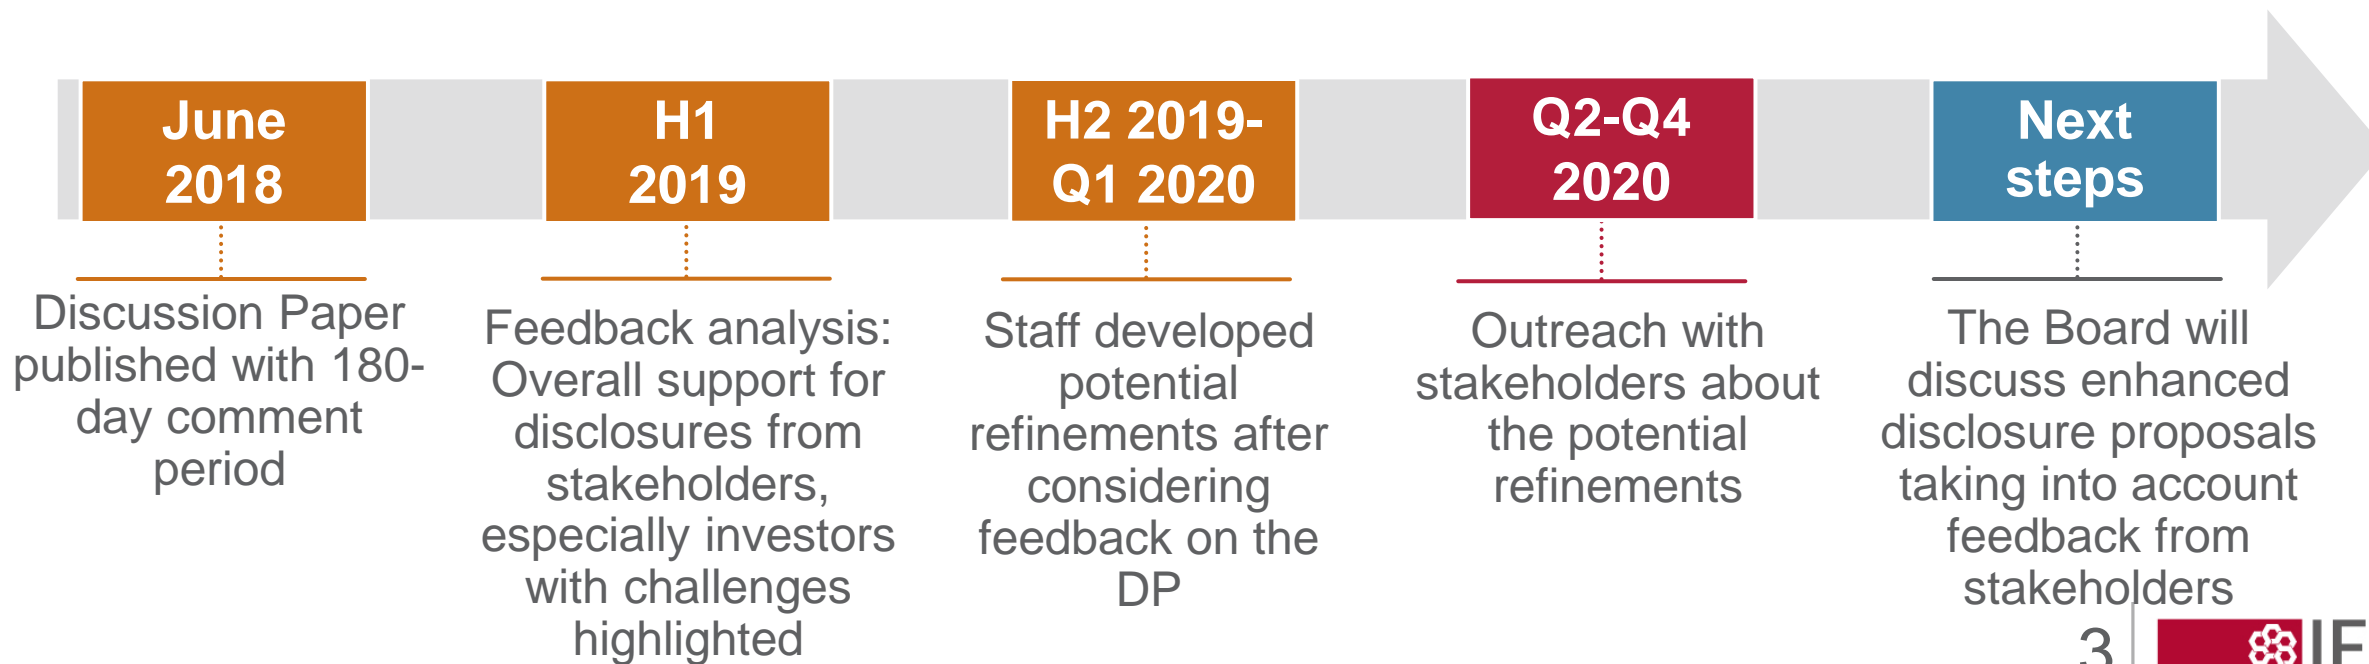 June
2018
H1
2019
H2 2019-
Q1 2020
Q2-Q4
2020
Next
steps
Discussion Paper
published with 180-
day comment
period
Feedback analysis:
Overall support for
disclosures from
stakeholders,
especially investors
with challenges
highlighted
Staff developed
potential
refinements after
considering
feedback on the
DP
Outreach with
stakeholders about
the potential
refinements
The Board will
discuss enhanced
disclosure proposals
taking into account
feedback from
stakeholders
3